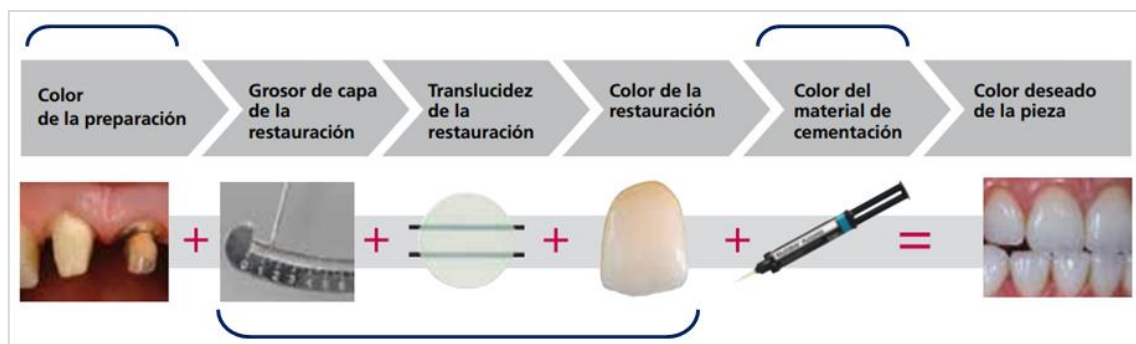 Color
de la preparación
Grosor de capa
de la
restauración
Translucidez
de la
restauración
Color de la
restauración
Color del
material de
cementación
Color deseado
de la pieza
+
+
+
+
=